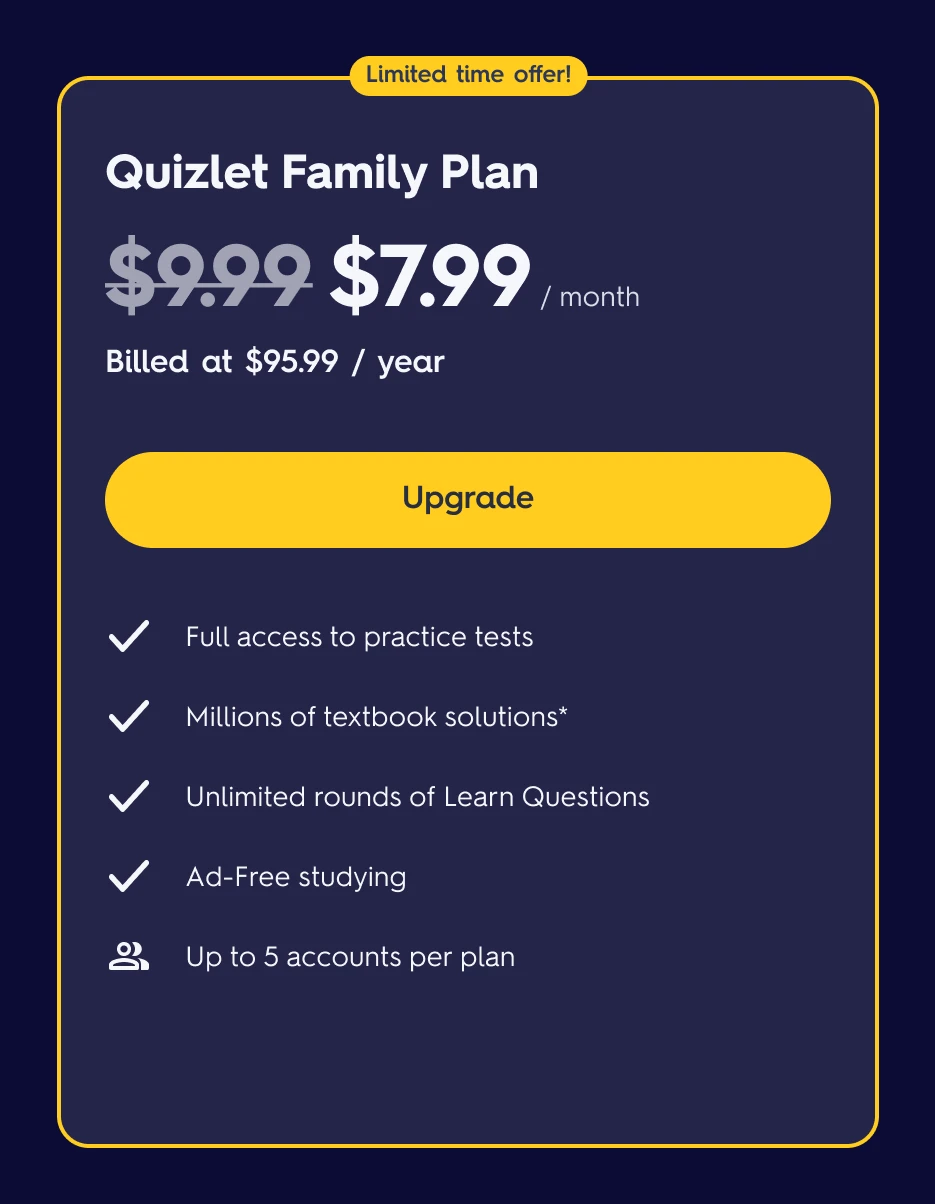 Limited time offer!
Quizlet Family Plan
$9.99 $7.99 / month
Billed at $95.99 / year
Upgrade
Full access to practice tests
Millions of textbook solutions*
Unlimited rounds of Learn Questions
Ad-Free studying
Up to 5 accounts per plan